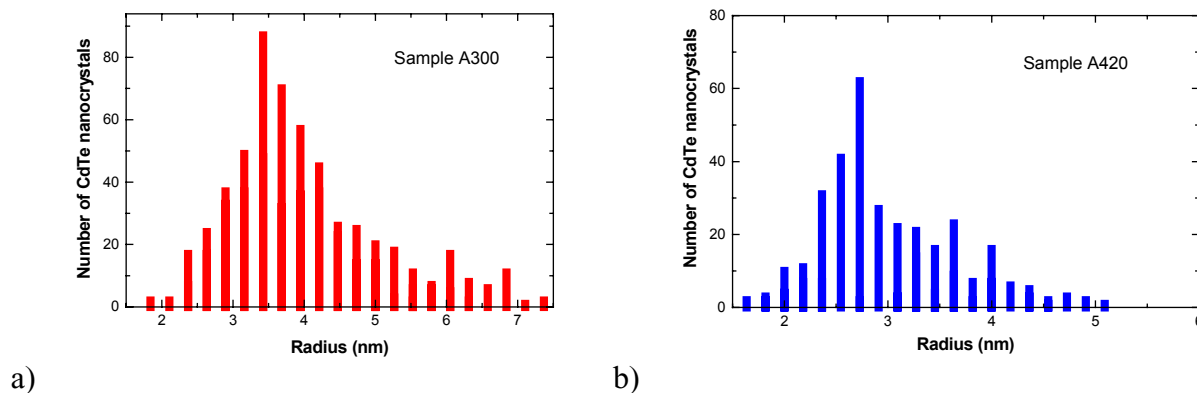 Number of CdTe nanocrystals
80
60
40
20
0
Sample A300
2 3 4 5 6 7
Radius (nm)
a)
Number of CdTe nanocrystals
80
60
40
20
0
Sample A420
2 3 4 5 6
Radius (nm)
b)